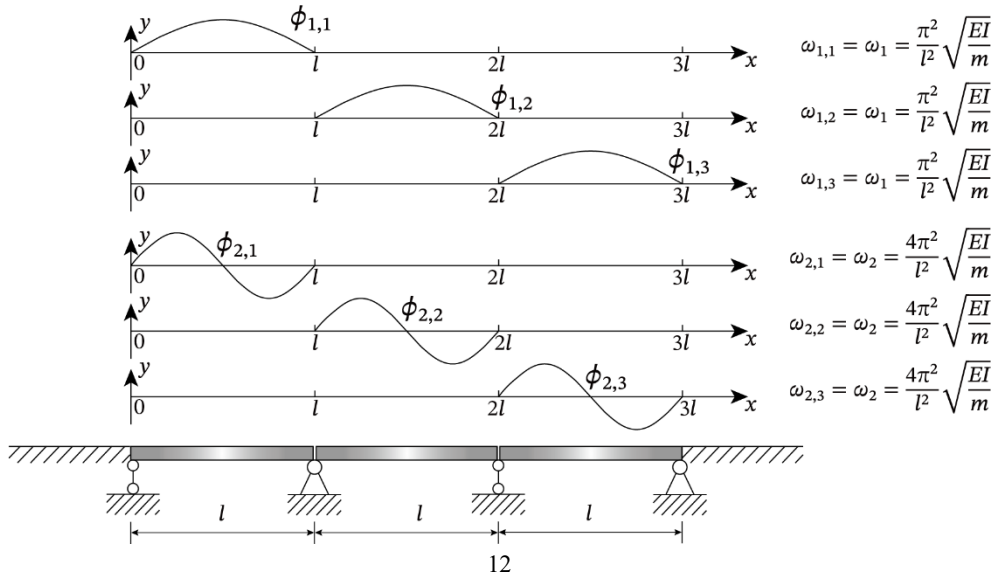 y ϕ₁,₁ 0 l 2l 3l x ω₁,₁ = ω₁ = π²/l² √(EI/m)
y ϕ₁,₂ 0 l 2l 3l x ω₁,₂ = ω₁ = π²/l² √(EI/m)
y ϕ₁,₃ 0 l 2l 3l x ω₁,₃ = ω₁ = π²/l² √(EI/m)
y ϕ₂,₁ 0 l 2l 3l x ω₂,₁ = ω₂ = 4π²/l² √(EI/m)
y ϕ₂,₂ 0 l 2l 3l x ω₂,₂ = ω₂ = 4π²/l² √(EI/m)
y ϕ₂,₃ 0 l 2l 3l x ω₂,₃ = ω₂ = 4π²/l² √(EI/m)
l l l
12